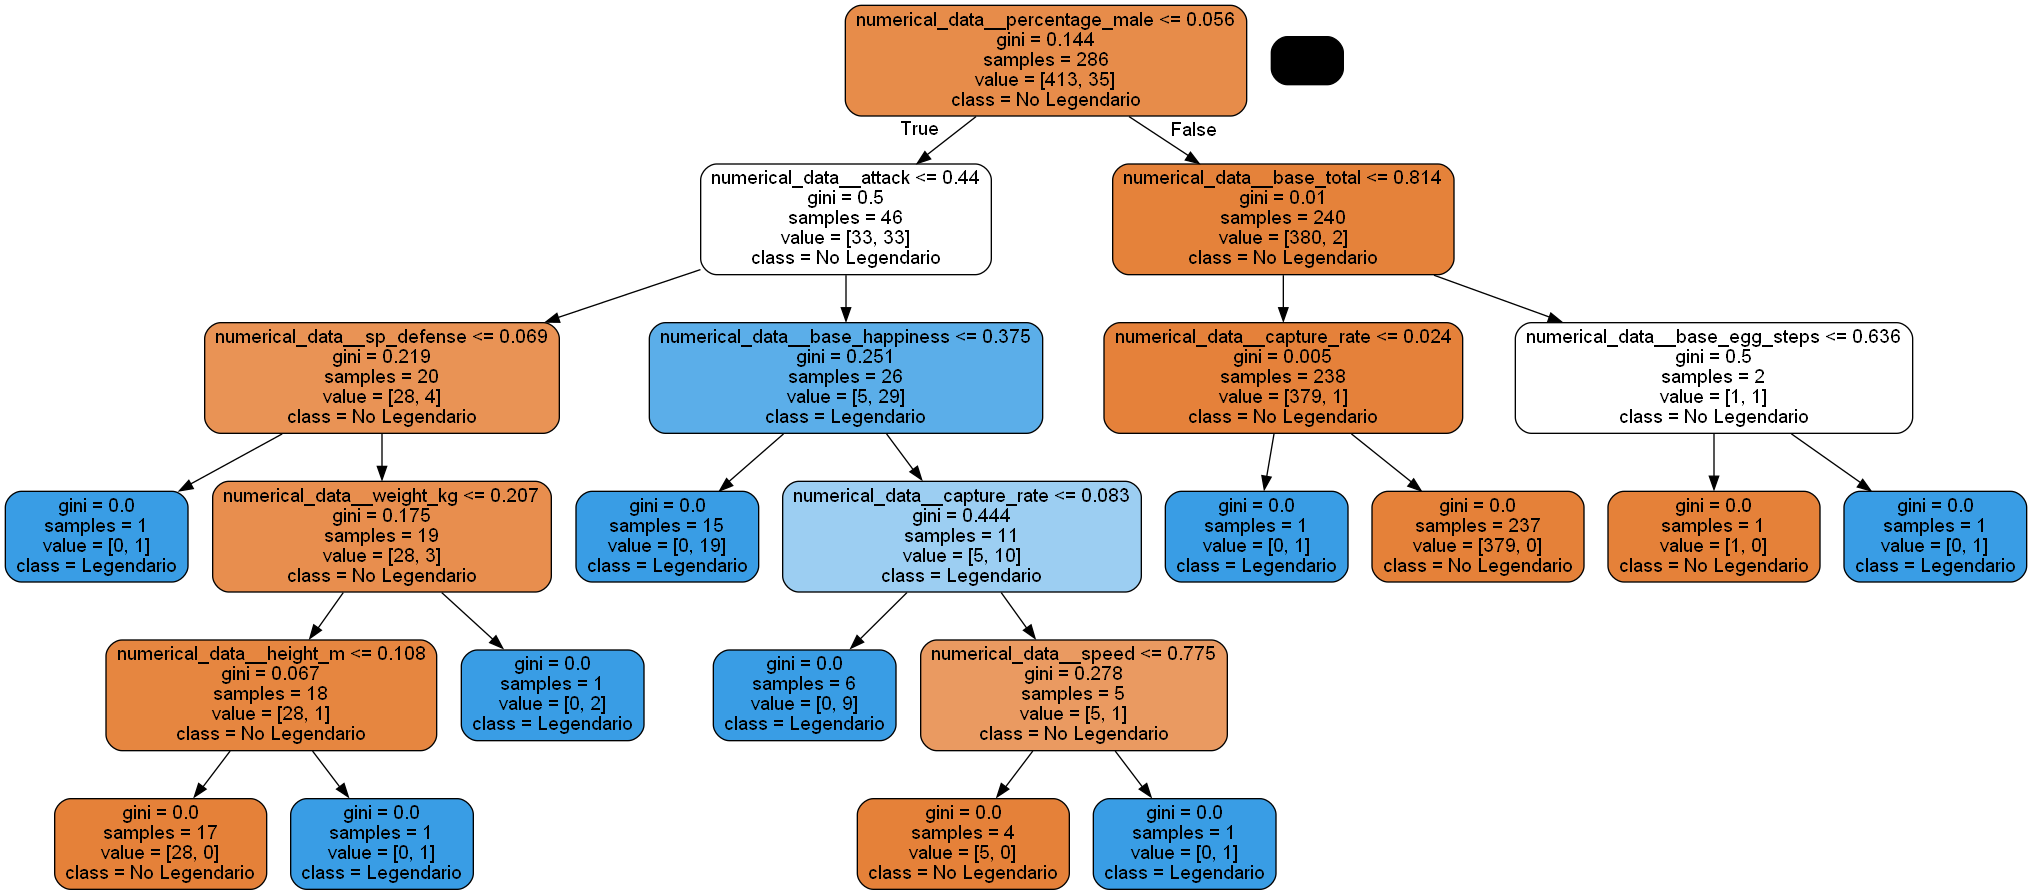 numerical_data__percentage_male <= 0.056
gini = 0.144
samples = 286
value = [413, 35]
class = No Legendario
True
False
numerical_data__attack <= 0.44
gini = 0.5
samples = 46
value = [33, 33]
class = No Legendario
numerical_data__base_total <= 0.814
gini = 0.01
samples = 240
value = [380, 2]
class = No Legendario
numerical_data__sp_defense <= 0.069
gini = 0.219
samples = 20
value = [28, 4]
class = No Legendario
numerical_data__base_happiness <= 0.375
gini = 0.251
samples = 26
value = [5, 29]
class = Legendario
numerical_data__capture_rate <= 0.024
gini = 0.005
samples = 238
value = [379, 1]
class = No Legendario
numerical_data__base_egg_steps <= 0.636
gini = 0.5
samples = 2
value = [1, 1]
class = No Legendario
gini = 0.0
samples = 1
value = [0, 1]
class = Legendario
numerical_data__weight_kg <= 0.207
gini = 0.175
samples = 19
value = [28, 3]
class = No Legendario
gini = 0.0
samples = 15
value = [0, 19]
class = Legendario
numerical_data__capture_rate <= 0.083
gini = 0.444
samples = 11
value = [5, 10]
class = Legendario
gini = 0.0
samples = 1
value = [0, 1]
class = Legendario
gini = 0.0
samples = 237
value = [379, 0]
class = No Legendario
gini = 0.0
samples = 1
value = [1, 0]
class = No Legendario
gini = 0.0
samples = 1
value = [0, 1]
class = Legendario
numerical_data__height_m <= 0.108
gini = 0.067
samples = 18
value = [28, 1]
class = No Legendario
gini = 0.0
samples = 1
value = [0, 2]
class = Legendario
gini = 0.0
samples = 6
value = [0, 9]
class = Legendario
numerical_data__speed <= 0.775
gini = 0.278
samples = 5
value = [5, 1]
class = No Legendario
gini = 0.0
samples = 17
value = [28, 0]
class = No Legendario
gini = 0.0
samples = 1
value = [0, 1]
class = Legendario
gini = 0.0
samples = 4
value = [5, 0]
class = No Legendario
gini = 0.0
samples = 1
value = [0, 1]
class = Legendario